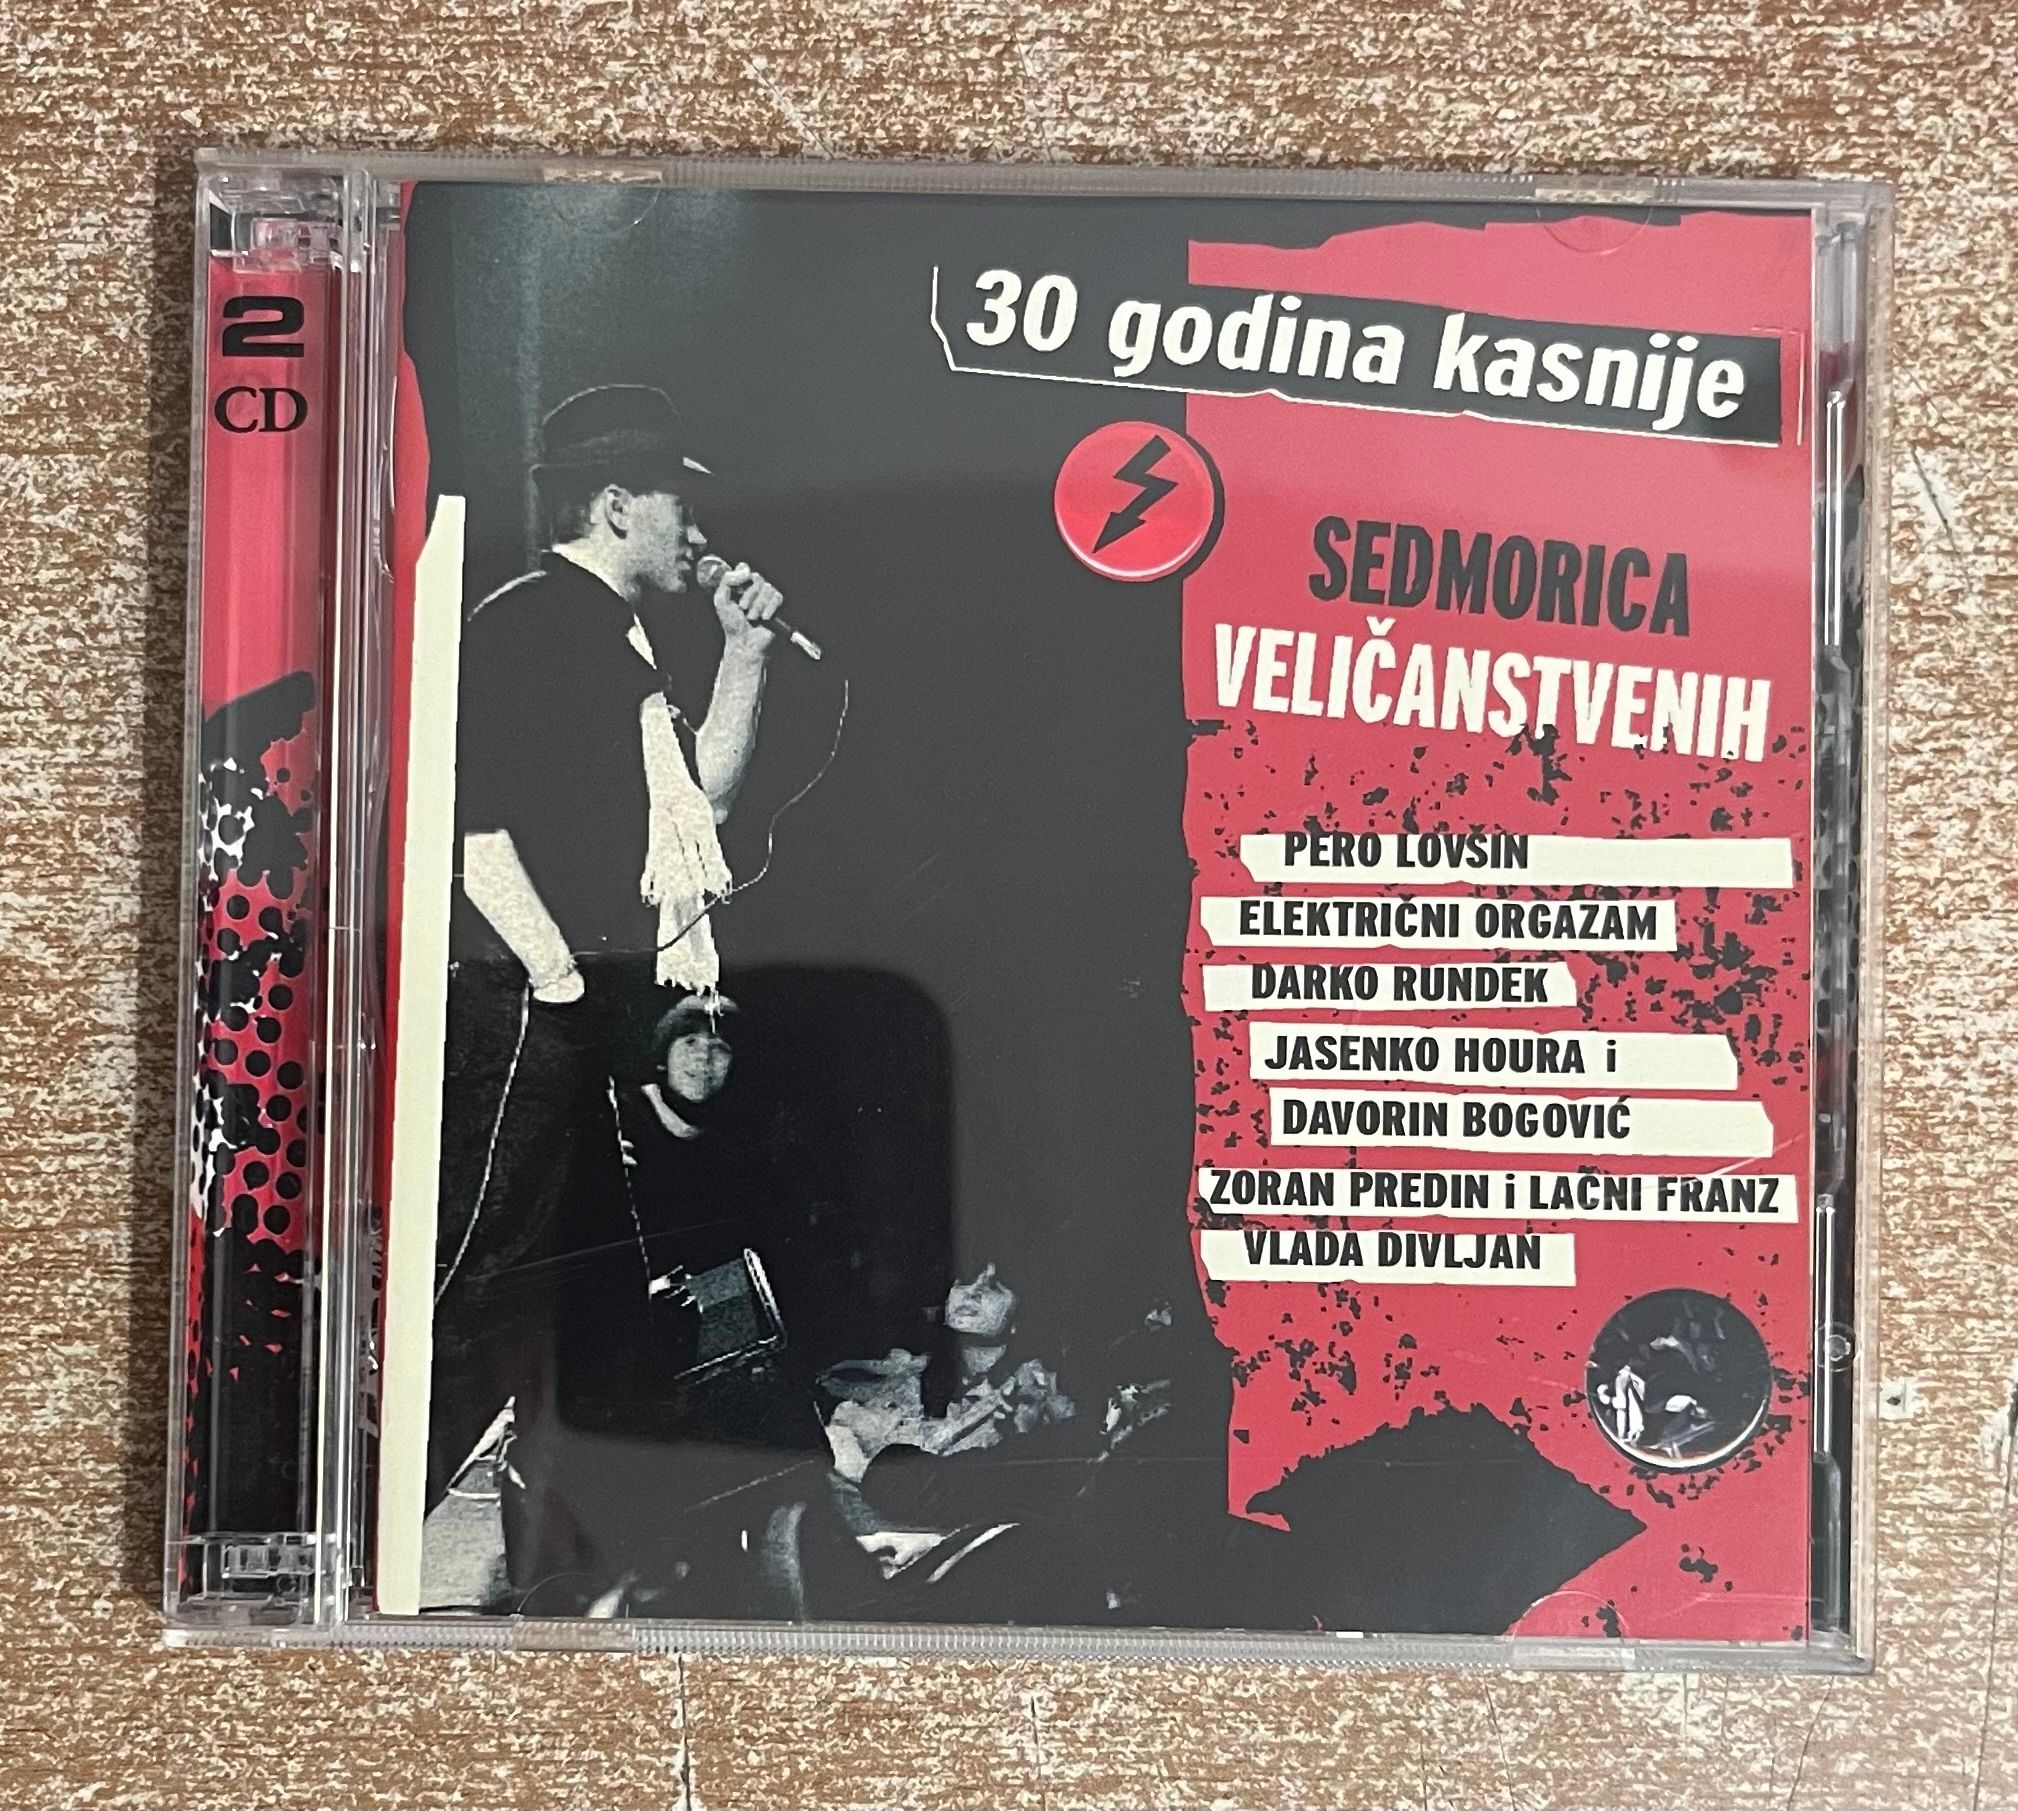 2
CD
30 godina kasnije
SEDMORICA
VELIČANSTVENIH
PERO LOVŠIN
ELEKTRIČNI ORGAZAM
DARKO RUNDEK
JASENKO HOURA i
DAVORIN BOGOVIĆ
ZORAN PREDIN i LAČNI FRANZ
VLADA DIVLJAN